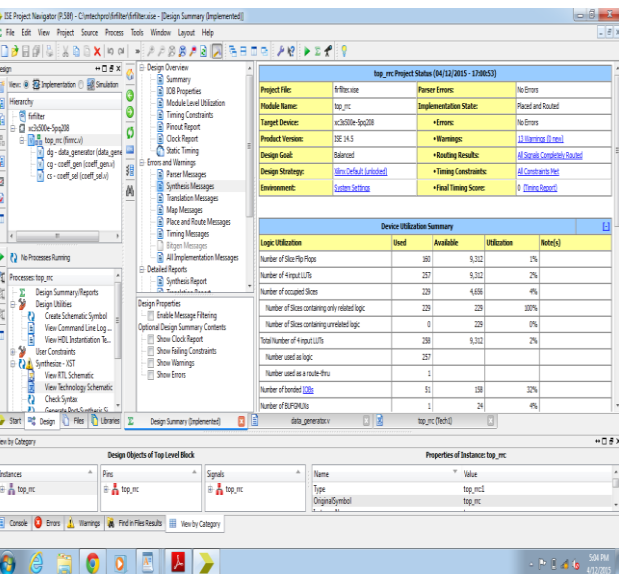 ISE Project Navigator (P.58f) - C:\mtechpro\firfilter\firfilter.xise - [Design Summary (Implemented)]
File Edit View Project Source Process Tools Window Layout Help
View: Implementation Simulation
Hierarchy
firfilter
xc3s500e-5pq208
top_rrc (firrrc.v)
dg - data_generator (data_gene
cg - coeff_gen (coeff_gen.v)
cs - coeff_sel (coeff_sel.v)
No Processes Running
Processes: top_rrc
Design Summary/Reports
Design Utilities
Create Schematic Symbol
View Command Line Log ...
View HDL Instantiation Te...
User Constraints
Synthesize - XST
View RTL Schematic
View Technology Schematic
Check Syntax
Generate Post-Synthesis Si
Start Design Files Libraries
Design Overview
Summary
IOB Properties
Module Level Utilization
Timing Constraints
Pinout Report
Clock Report
Static Timing
Errors and Warnings
Parser Messages
Synthesis Messages
Translation Messages
Map Messages
Place and Route Messages
Timing Messages
Bitgen Messages
All Implementation Messages
Detailed Reports
Synthesis Report
Translation Report
Design Properties
Enable Message Filtering
Optional Design Summary Contents
Show Clock Report
Show Failing Constraints
Show Warnings
Show Errors
top_rrc Project Status (04/12/2015 - 17:00:53)
Project File: firfilter.xise Parser Errors: No Errors
Module Name: top_rrc Implementation State: Placed and Routed
Target Device: xc3s500e-5pq208 •Errors: No Errors
Product Version: ISE 14.5 •Warnings: 13 Warnings (0 new)
Design Goal: Balanced •Routing Results: All Signals Completely Routed
Design Strategy: Xilinx Default (unlocked) •Timing Constraints: All Constraints Met
Environment: System Settings •Final Timing Score: 0 (Timing Report)
Device Utilization Summary [-]
Logic Utilization Used Available Utilization Note(s)
Number of Slice Flip Flops 160 9,312 1%
Number of 4 input LUTs 257 9,312 2%
Number of occupied Slices 229 4,656 4%
Number of Slices containing only related logic 229 229 100%
Number of Slices containing unrelated logic 0 229 0%
Total Number of 4 input LUTs 258 9,312 2%
Number used as logic 257
Number used as a route-thru 1
Number of bonded IOBs 51 158 32%
Number of BUFGMUXs 1 24 4%
Design Summary (Implemented) data_generator.v top_rrc (Tech1)
View by Category
Design Objects of Top Level Block Properties of Instance: top_rrc
Instances Pins Signals Name Value
top_rrc top_rrc top_rrc Type top_rrc:1
OriginalSymbol top_rrc
Console Errors Warnings Find in Files Results View by Category
5:04 PM
4/12/2015